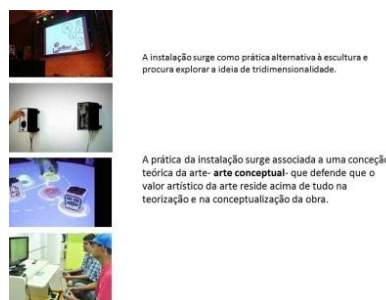 A instalação surge como prática alternativa à escultura e
procura explorar a ideia de tridimensionalidade.
A prática da instalação surge associada a uma conceção
teórica da arte- arte conceptual- que defende que o
valor artístico da arte reside acima de tudo na
teorização e na conceptualização da obra.